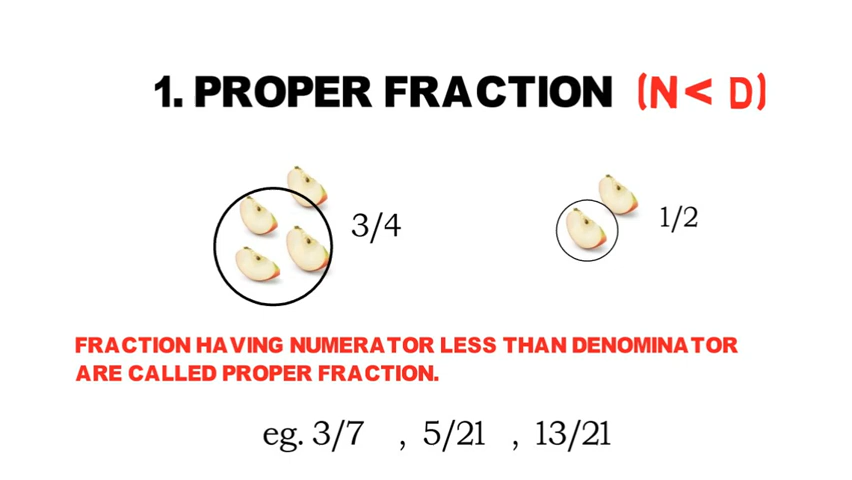 1. PROPER FRACTION (N< D)
3/4
1/2
FRACTION HAVING NUMERATOR LESS THAN DENOMINATOR
ARE CALLED PROPER FRACTION.
eg. 3/7 , 5/21 , 13/21